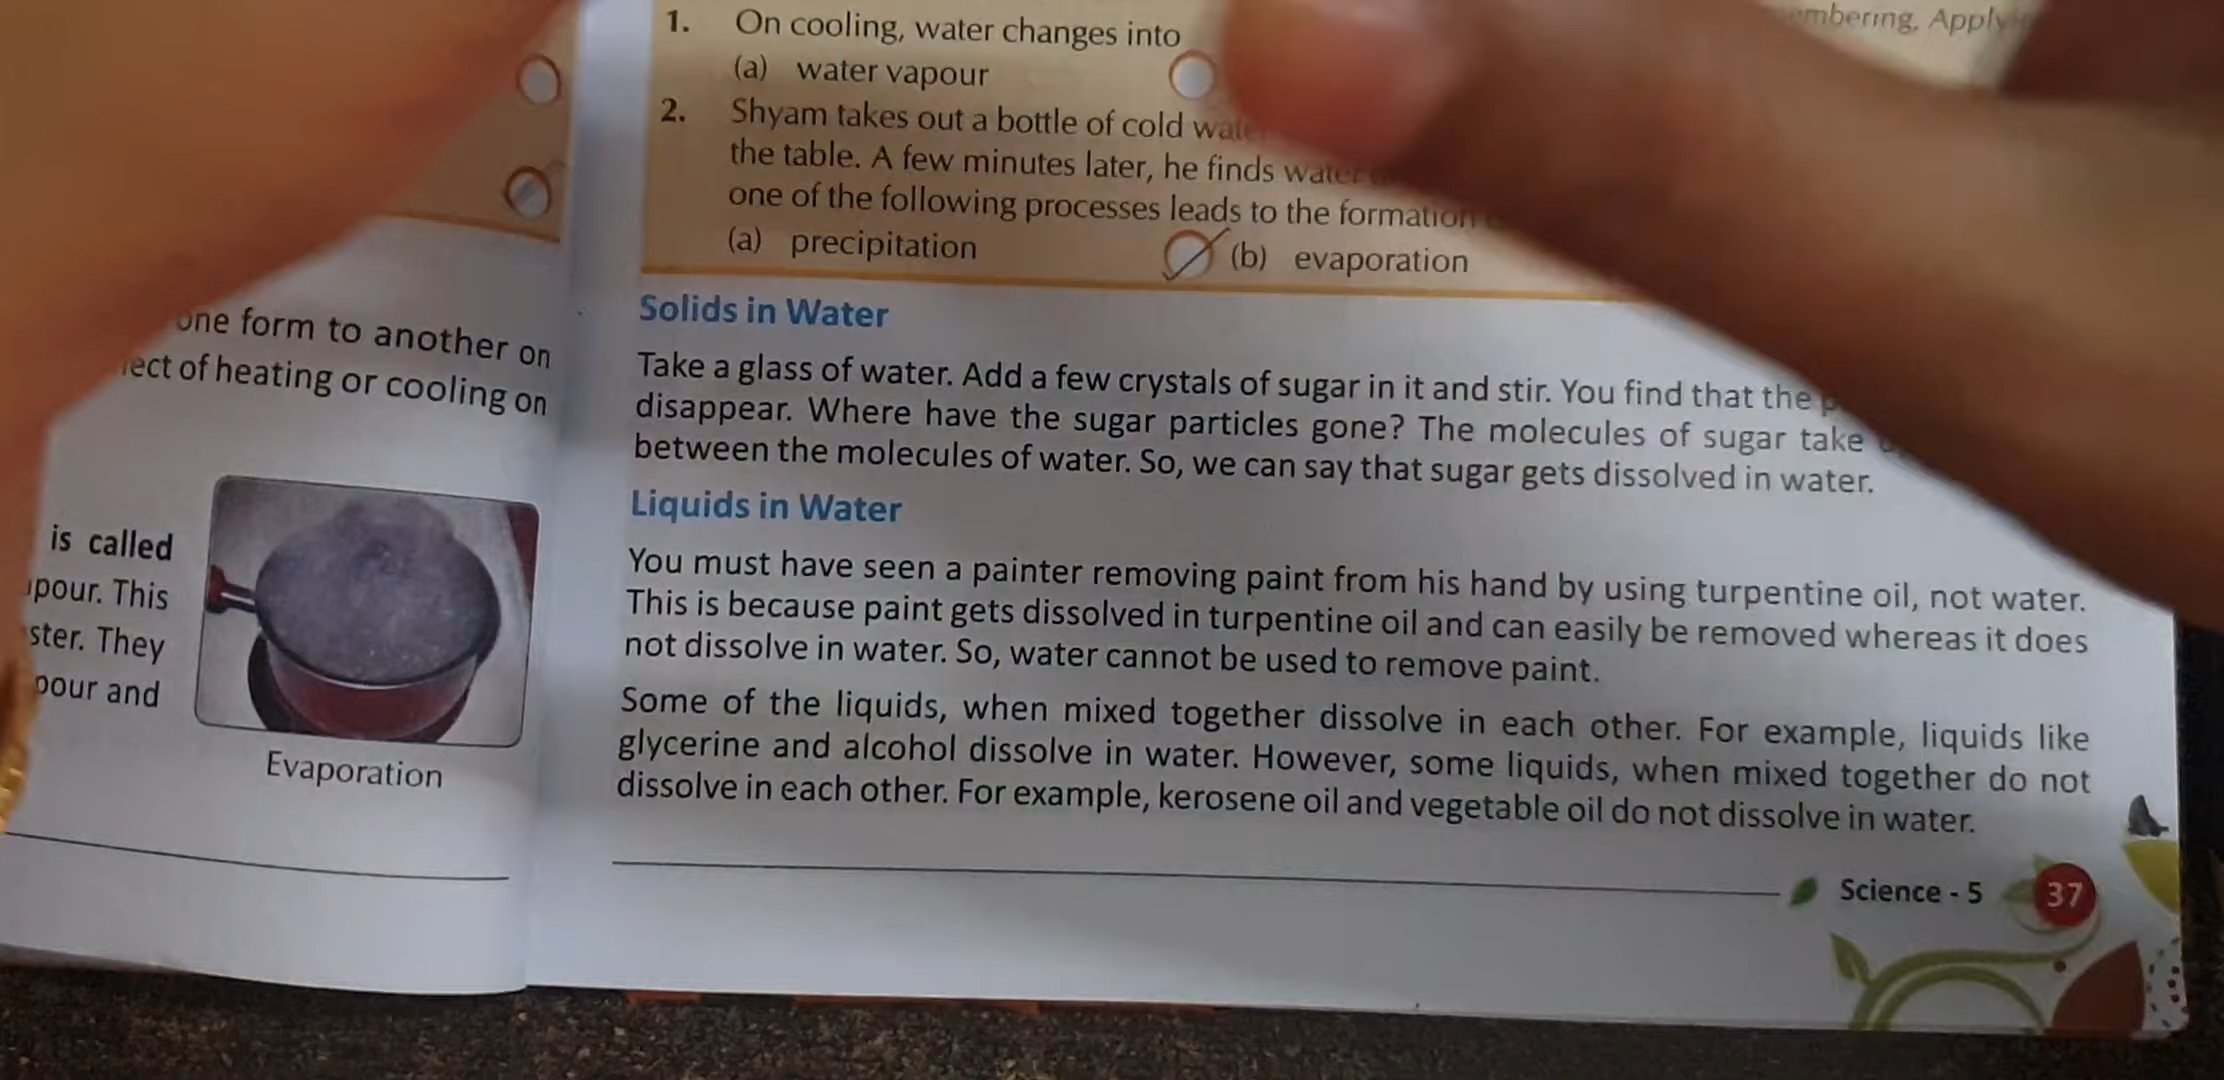 one form to another on
of heating or cooling on
is called
This
They
and
Evaporation
1. On cooling, water changes into
(a) water vapour
2. Shyam takes out a bottle of cold
the table. A few minutes later, he finds water
one of the following processes leads to the formation
(a) precipitation (b) evaporation
Solids in Water
Take a glass of water. Add a few crystals of sugar in it and stir. You find that the
disappear. Where have the sugar particles gone? The molecules of sugar take
between the molecules of water. So, we can say that sugar gets dissolved in water.
Liquids in Water
You must have seen a painter removing paint from his hand by using turpentine oil, not water.
This is because paint gets dissolved in turpentine oil and can easily be removed whereas it does
not dissolve in water. So, water cannot be used to remove paint.
Some of the liquids, when mixed together dissolve in each other. For example, liquids like
glycerine and alcohol dissolve in water. However, some liquids, when mixed together do not
dissolve in each other. For example, kerosene oil and vegetable oil do not dissolve in water.
Science - 5 37